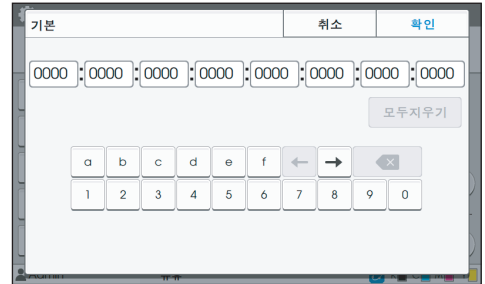 기본 취소 확인
0000 : 0000 : 0000 : 0000 : 0000 : 0000 : 0000 : 0000
모두지우기
a b c d e f ← →
1 2 3 4 5 6 7 8 9 0
Admin